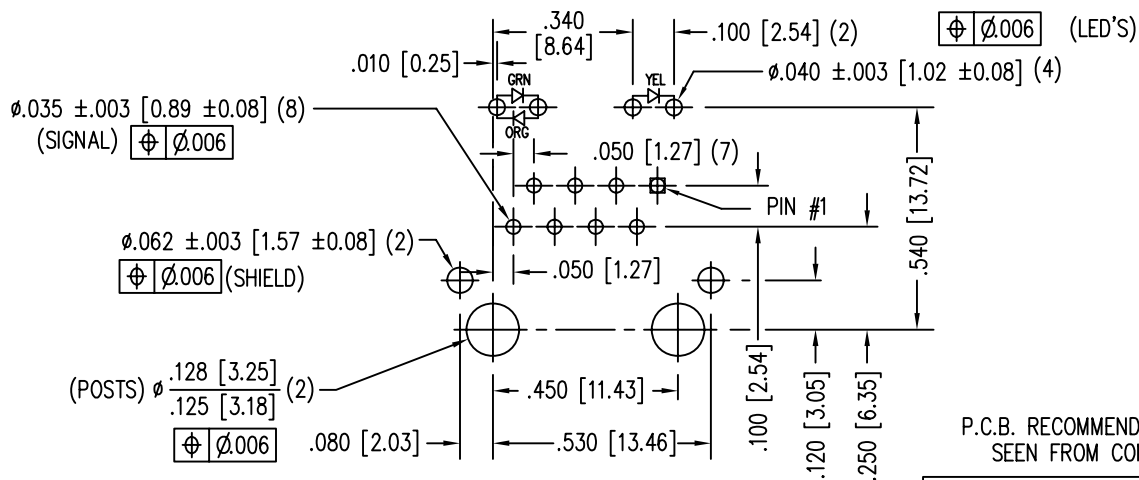 .340
[8.64]
.100 [2.54] (2)
⌖ Ø.006 (LED'S)
.010 [0.25]
GRN
YEL
ø.040 ±.003 [1.02 ±0.08] (4)
ø.035 ±.003 [0.89 ±0.08] (8)
(SIGNAL) ⌖ Ø.006
ORG
.050 [1.27] (7)
PIN #1
.540 [13.72]
ø.062 ±.003 [1.57 ±0.08] (2)
⌖ Ø.006 (SHIELD)
.050 [1.27]
(POSTS) ø .128 [3.25]
.125 [3.18] (2)
⌖ Ø.006
.450 [11.43]
.080 [2.03]
.530 [13.46]
.100 [2.54]
.120 [3.05]
.250 [6.35]
P.C.B. RECOMMEND
SEEN FROM CO